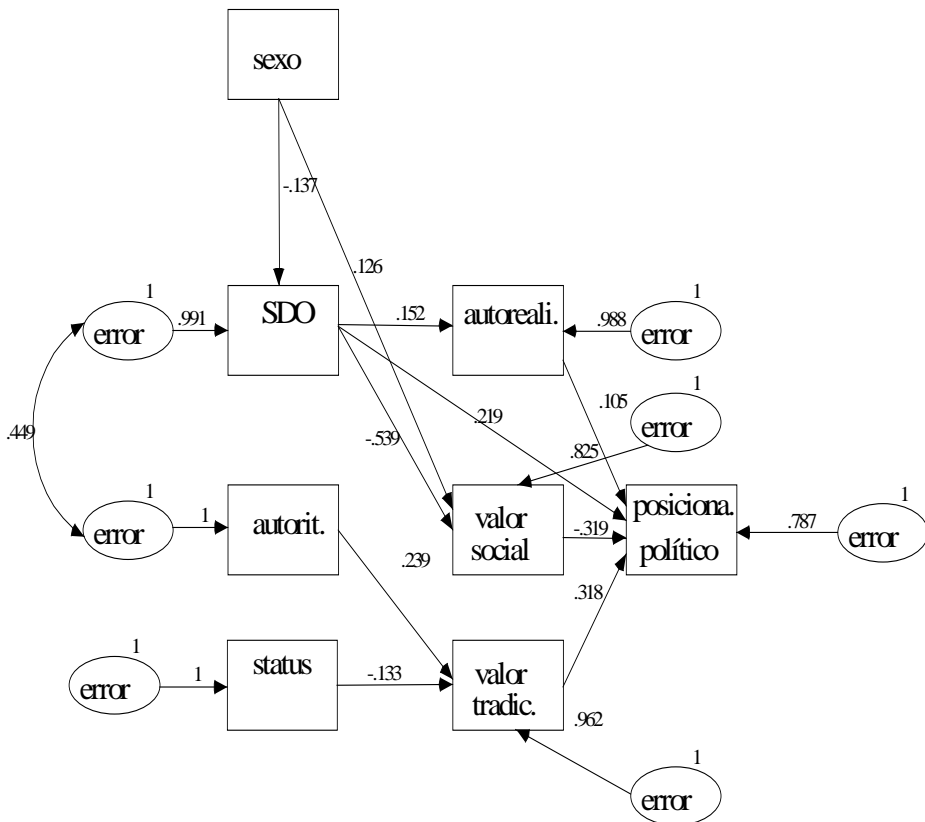 sexo
-.137
.126
1
error
.991
SDO
.152
autoreali.
.988
1
error
.449
-.539
.219
.105
1
error
.825
1
error
1
autorit.
.239
valor
social
-.319
posiciona.
político
.787
1
error
.318
1
error
1
status
-.133
valor
tradic.
.962
1
error